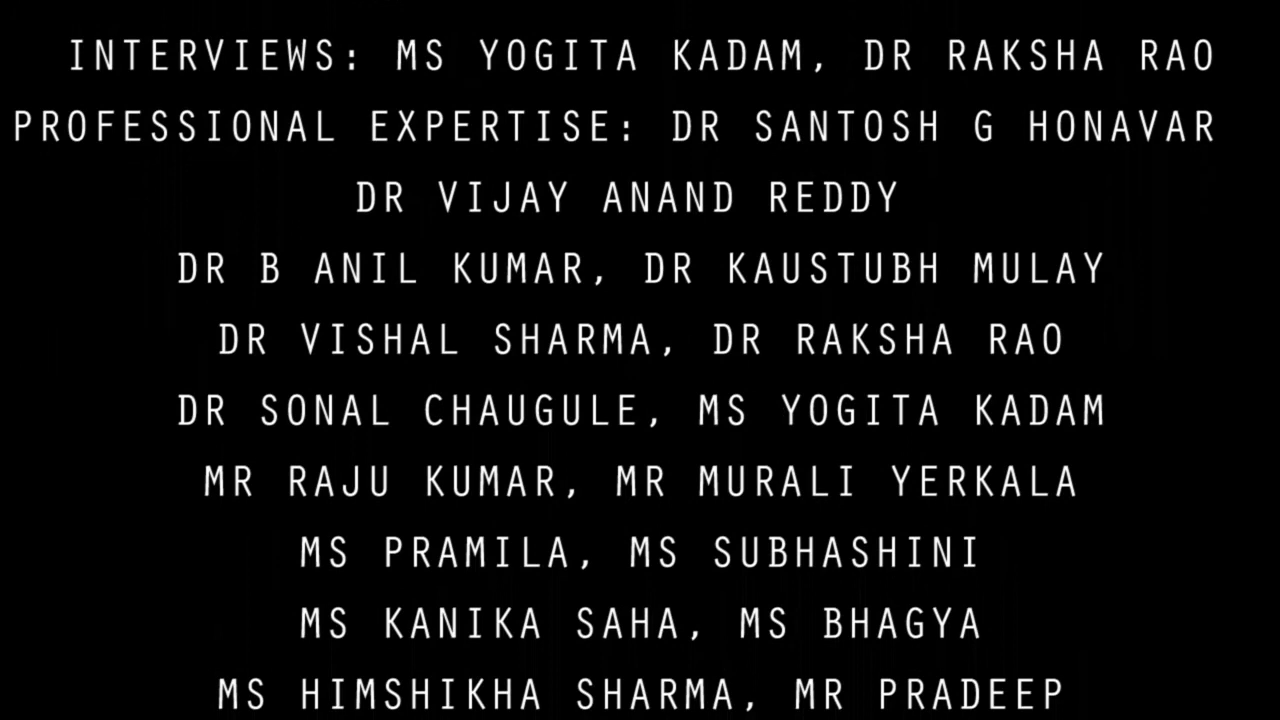 INTERVIEWS: MS YOGITA KADAM, DR RAKSHA RAO
PROFESSIONAL EXPERTISE: DR SANTOSH G HONAVAR
DR VIJAY ANAND REDDY
DR B ANIL KUMAR, DR KAUSTUBH MULAY
DR VISHAL SHARMA, DR RAKSHA RAO
DR SONAL CHAUGULE, MS YOGITA KADAM
MR RAJU KUMAR, MR MURALI YERKALA
MS PRAMILA, MS SUBHASHINI
MS KANIKA SAHA, MS BHAGYA
MS HIMSHIKHA SHARMA, MR PRADEEP